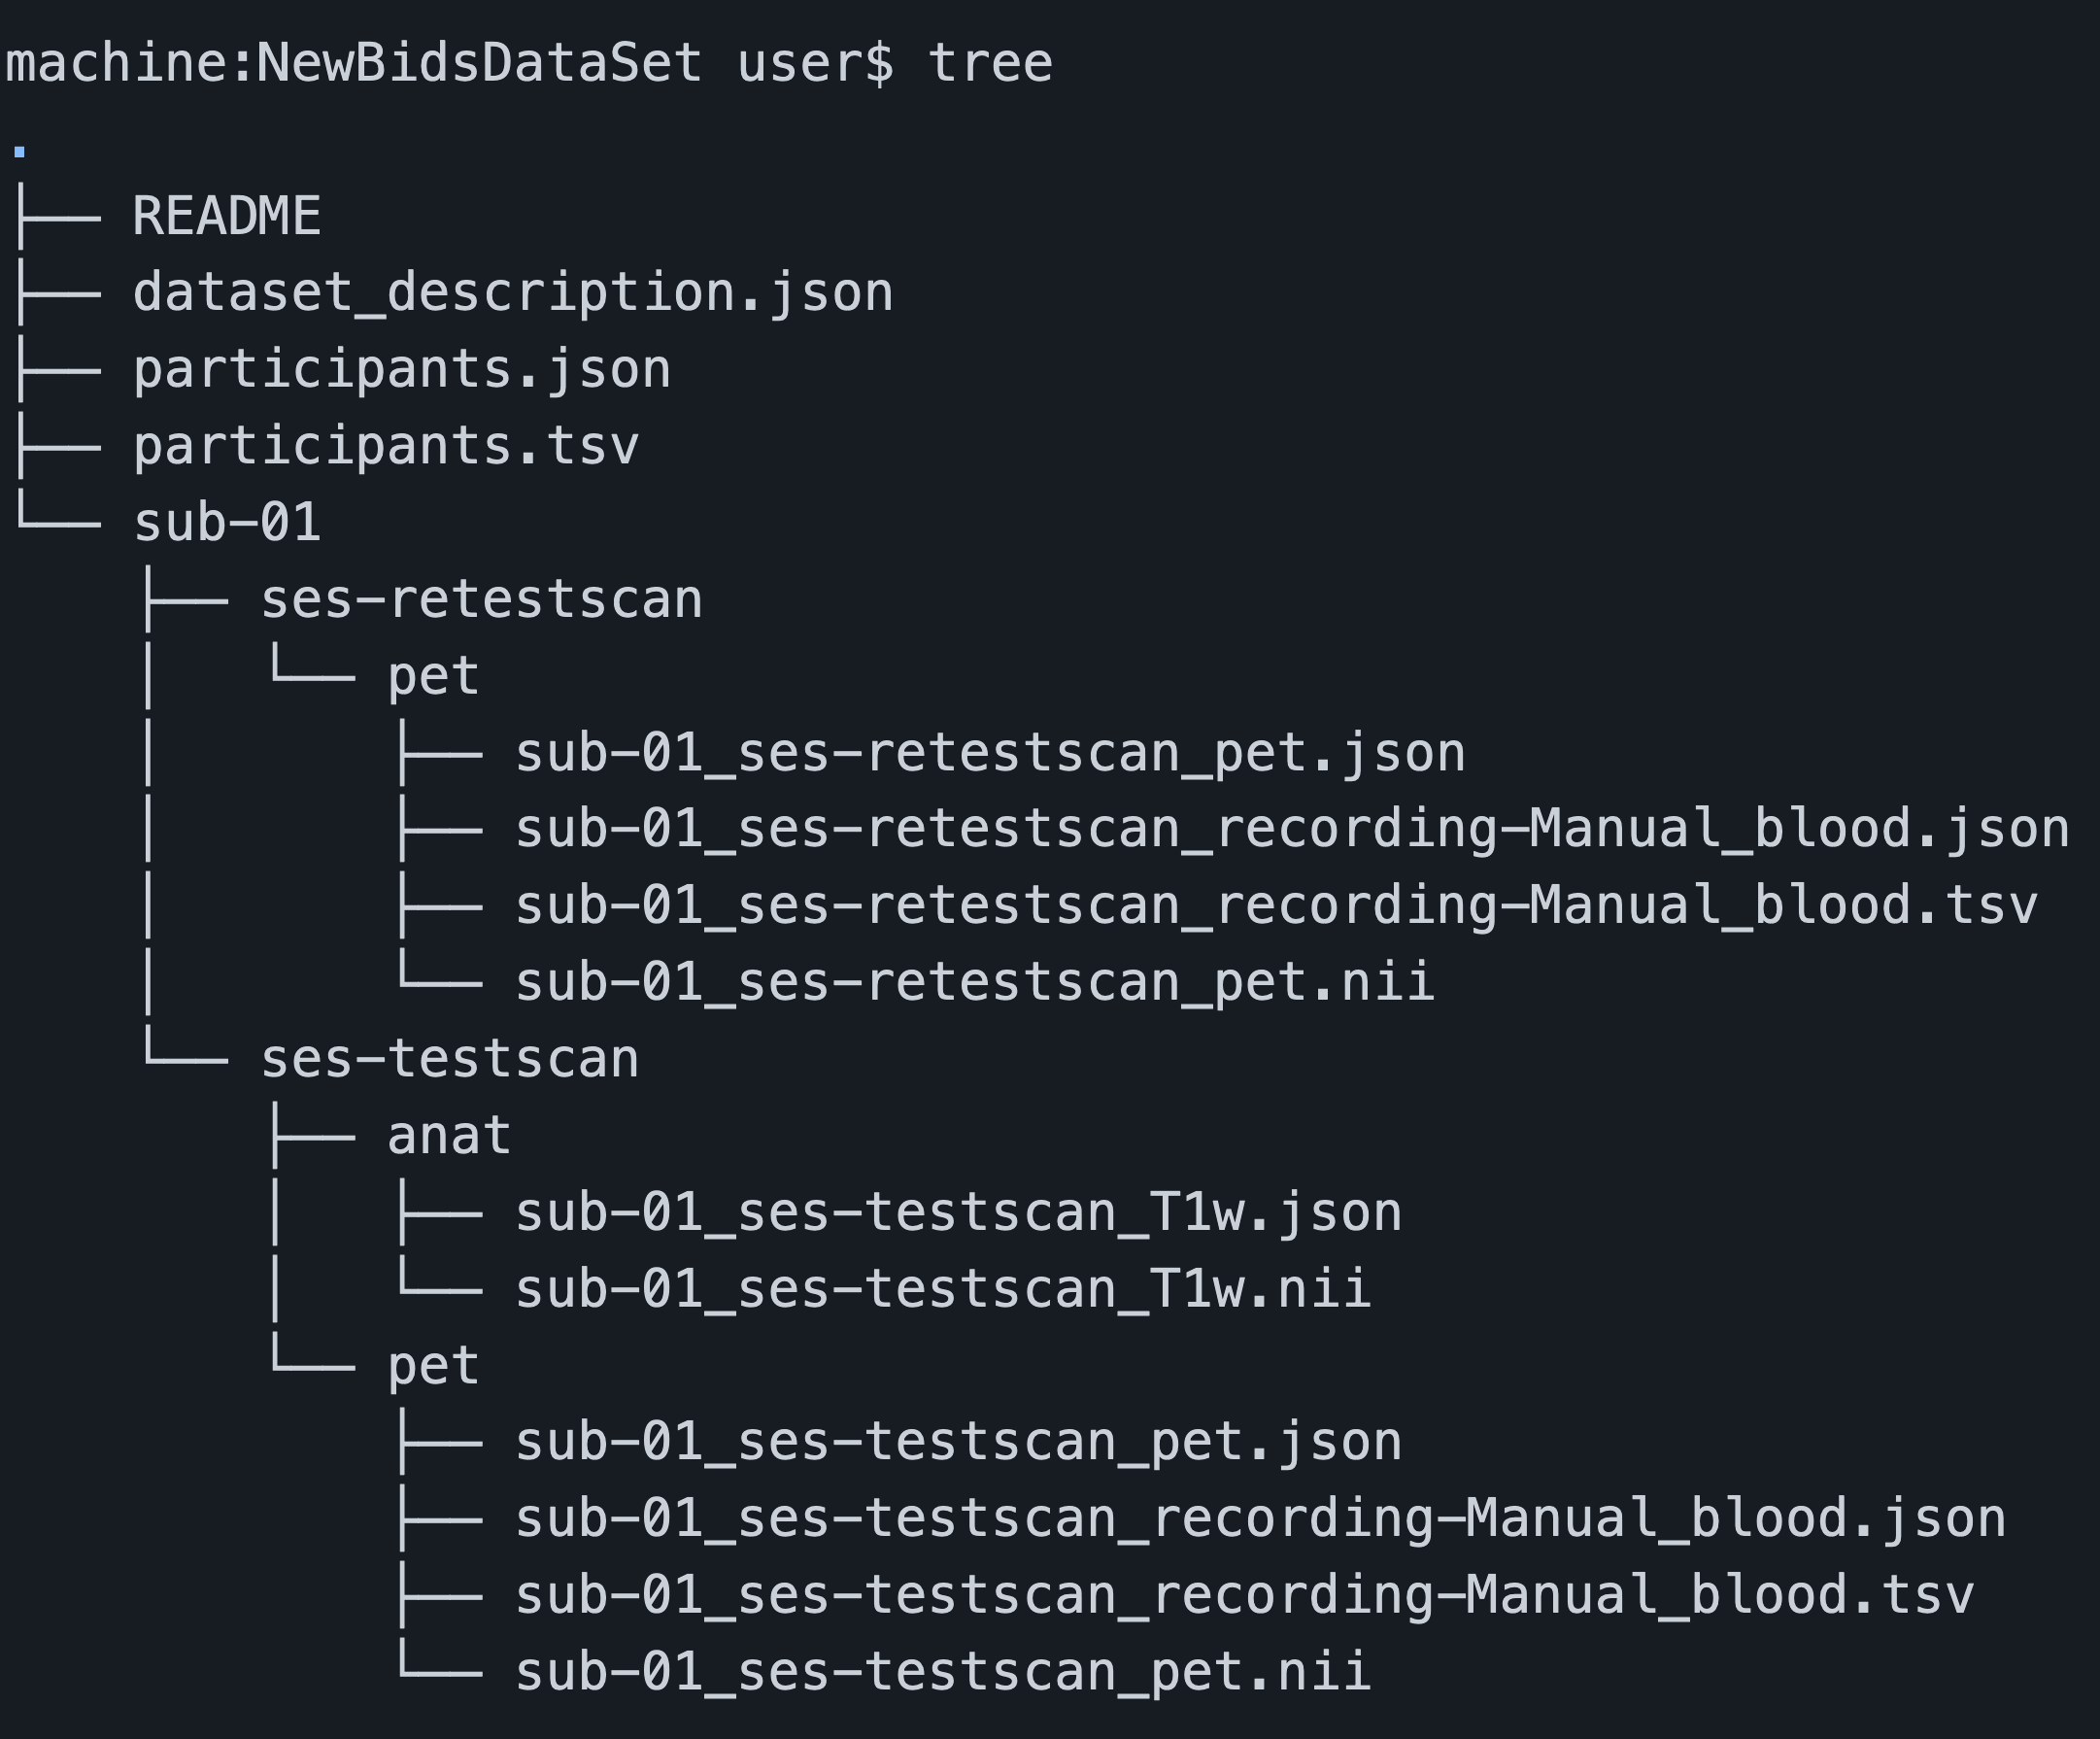 machine:NewBidsDataSet user$ tree
.
├── README
├── dataset_description.json
├── participants.json
├── participants.tsv
└── sub-01
    ├── ses-retestscan
    │   └── pet
    │       ├── sub-01_ses-retestscan_pet.json
    │       ├── sub-01_ses-retestscan_recording-Manual_blood.json
    │       ├── sub-01_ses-retestscan_recording-Manual_blood.tsv
    │       └── sub-01_ses-retestscan_pet.nii
    └── ses-testscan
        ├── anat
        │   ├── sub-01_ses-testscan_T1w.json
        │   └── sub-01_ses-testscan_T1w.nii
        └── pet
            ├── sub-01_ses-testscan_pet.json
            ├── sub-01_ses-testscan_recording-Manual_blood.json
            ├── sub-01_ses-testscan_recording-Manual_blood.tsv
            └── sub-01_ses-testscan_pet.nii